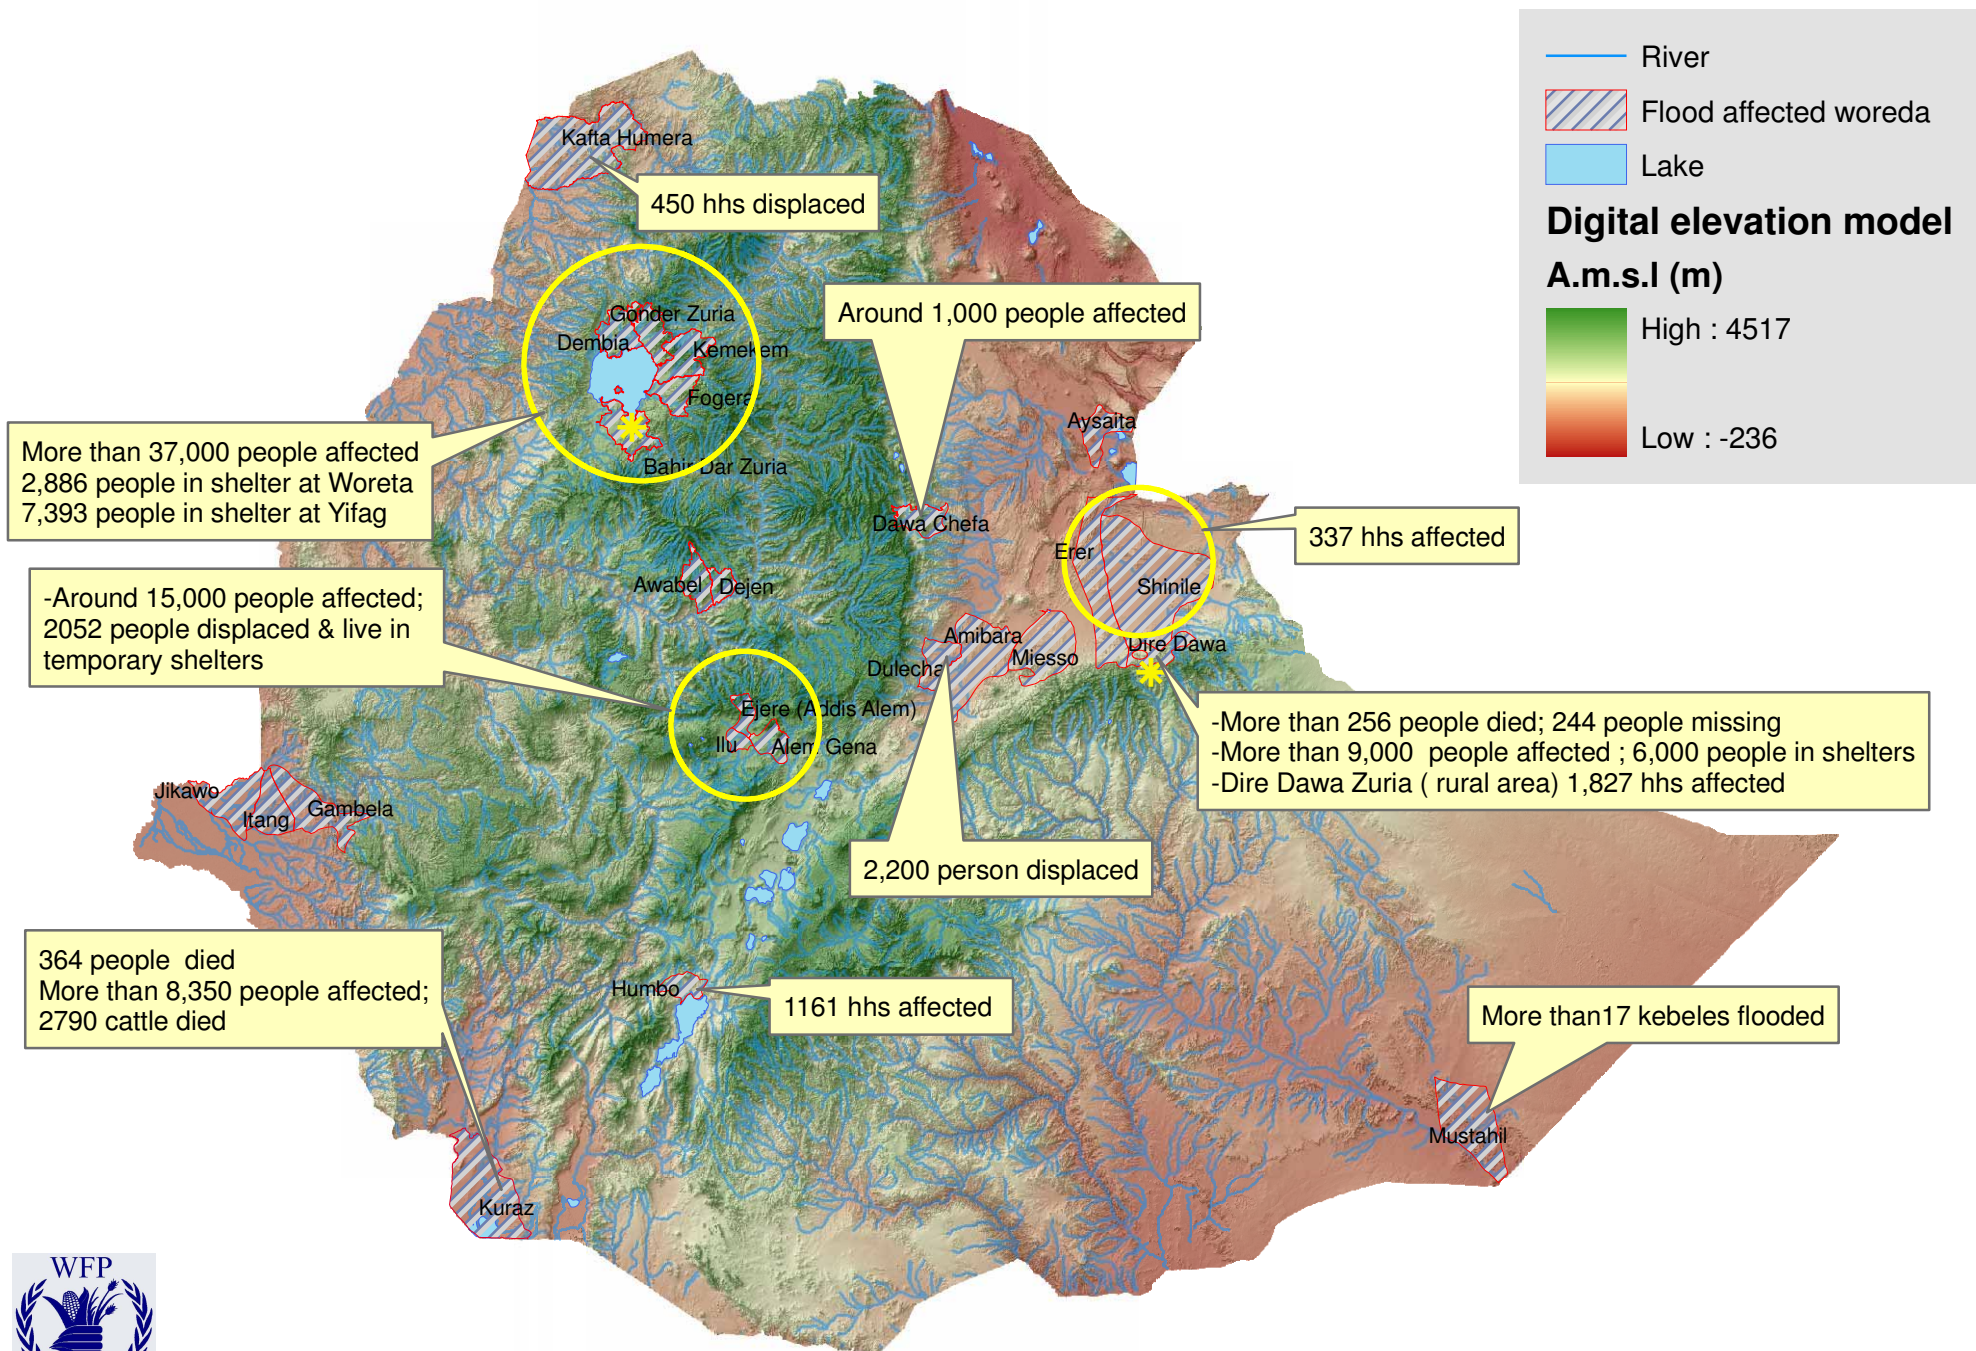 River
Flood affected woreda
Lake
Digital elevation model
A.m.s.l (m)
High : 4517
Low : -236
Kafta Humera
450 hhs displaced
Gonder Zuria
Dembia
Kemekem
Fogera
Bahir Dar Zuria
Around 1,000 people affected
More than 37,000 people affected
2,886 people in shelter at Woreta
7,393 people in shelter at Yifag
Aysaita
Dawa Chefa
337 hhs affected
Erer
Shinile
Awabel
Dejen
-Around 15,000 people affected;
2052 people displaced & live in
temporary shelters
Amibara
Dulecha
Miesso
Dire Dawa
Ejere (Addis Alem)
Ilu
Alem Gena
-More than 256 people died; 244 people missing
-More than 9,000  people affected ; 6,000 people in shelters
-Dire Dawa Zuria ( rural area) 1,827 hhs affected
Jikawo
Itang
Gambela
2,200 person displaced
364 people  died
More than 8,350 people affected;
2790 cattle died
Humbo
1161 hhs affected
More than17 kebeles flooded
Mustahil
Kuraz
WFP